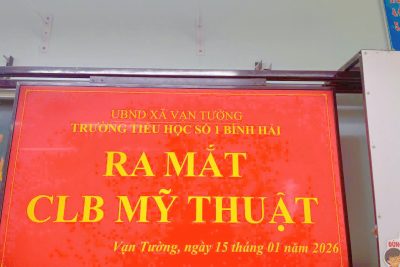 UBND XÃ VẠN TƯỜNG
TRƯỜNG TIỂU HỌC SỐ 1 BÌNH HẢI
RA MẮT
CLB MỸ THUẬT
Vạn Tường, ngày 15 tháng 01 năm 2026